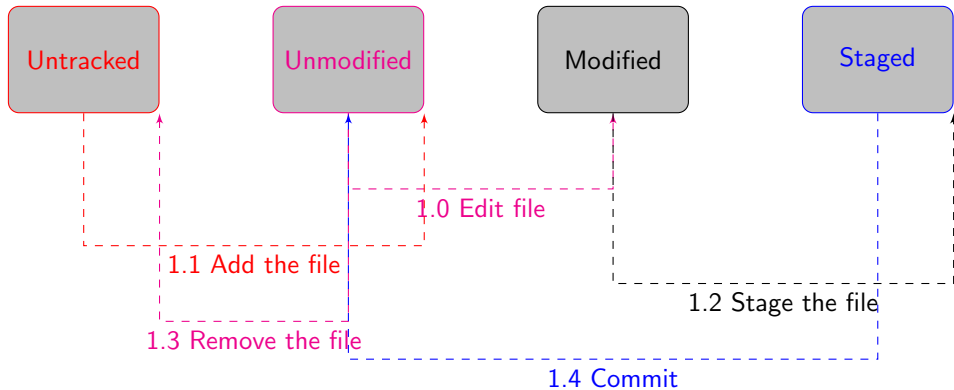 Untracked
Unmodified
Modified
Staged
1.0 Edit file
1.1 Add the file
1.2 Stage the file
1.3 Remove the file
1.4 Commit